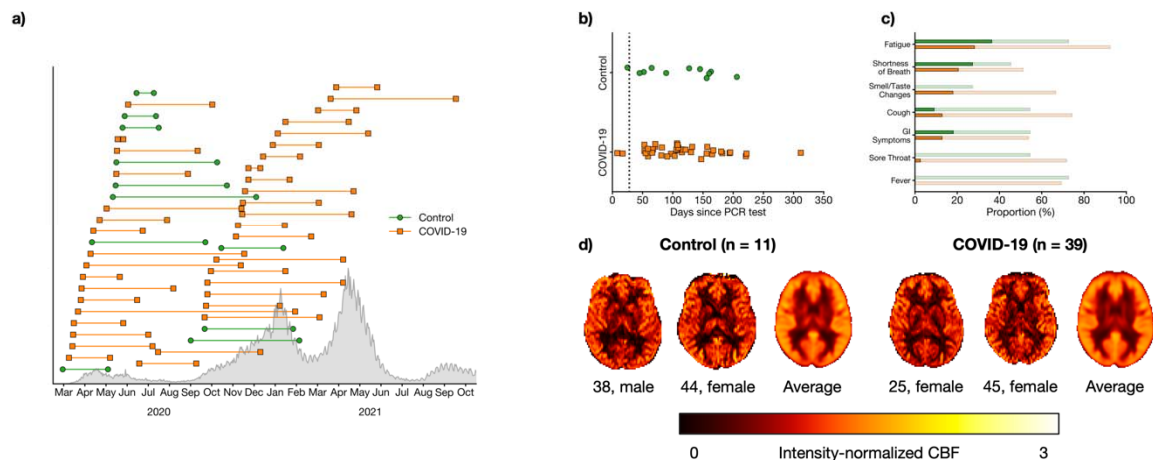 a)
Control
COVID-19
Mar Apr May Jun Jul Aug Sep Oct Nov Dec Jan Feb Mar Apr May Jun Jul Aug Sep Oct
2020
2021
b)
Control
COVID-19
0 50 100 150 200 250 300 350
Days since PCR test
c)
Fatigue
Shortness
of Breath
Smell/Taste
Changes
Cough
GI
Symptoms
Sore Throat
Fever
0 20 40 60 80 100
Proportion (%)
d)
Control (n = 11)
COVID-19 (n = 39)
38, male
44, female
Average
25, female
45, female
Average
0
Intensity-normalized CBF
3